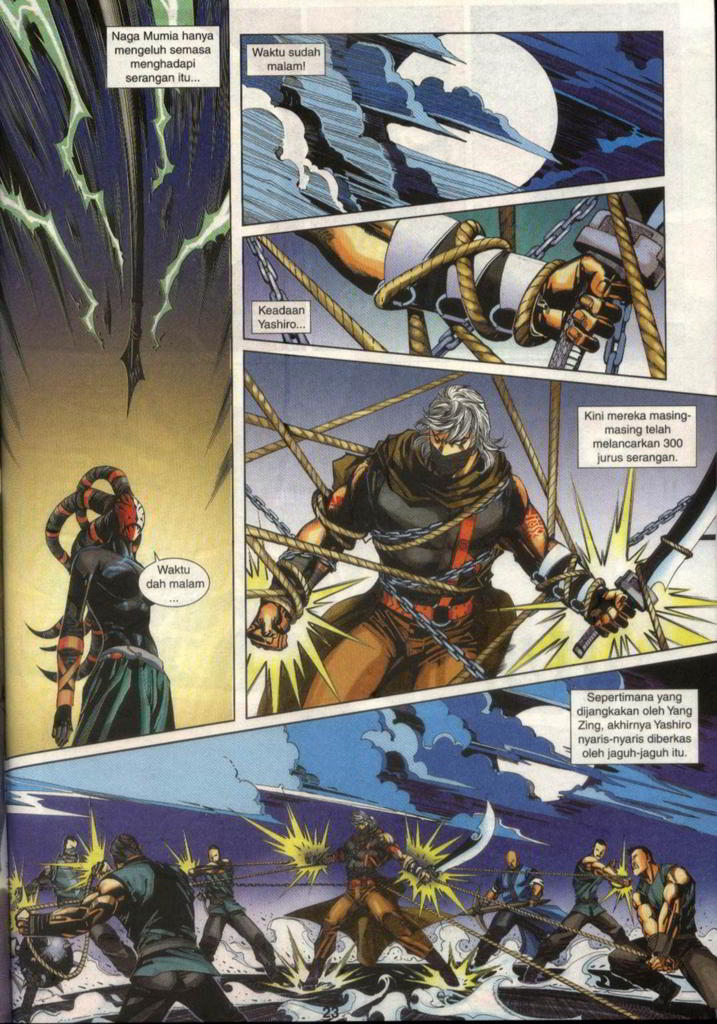 Naga Mumia hanya
mengeluh semasa
menghadapi
serangan itu...
Waktu
dah malam
...
Waktu sudah
malam!
Keadaan
Yashiro...
Kini mereka masing-
masing telah
melancarkan 300
jurus serangan.
Sepertimana yang
dijangkakan oleh Yang
Zing, akhirnya Yashiro
nyaris-nyaris diberkas
oleh jaguh-jaguh itu.
23